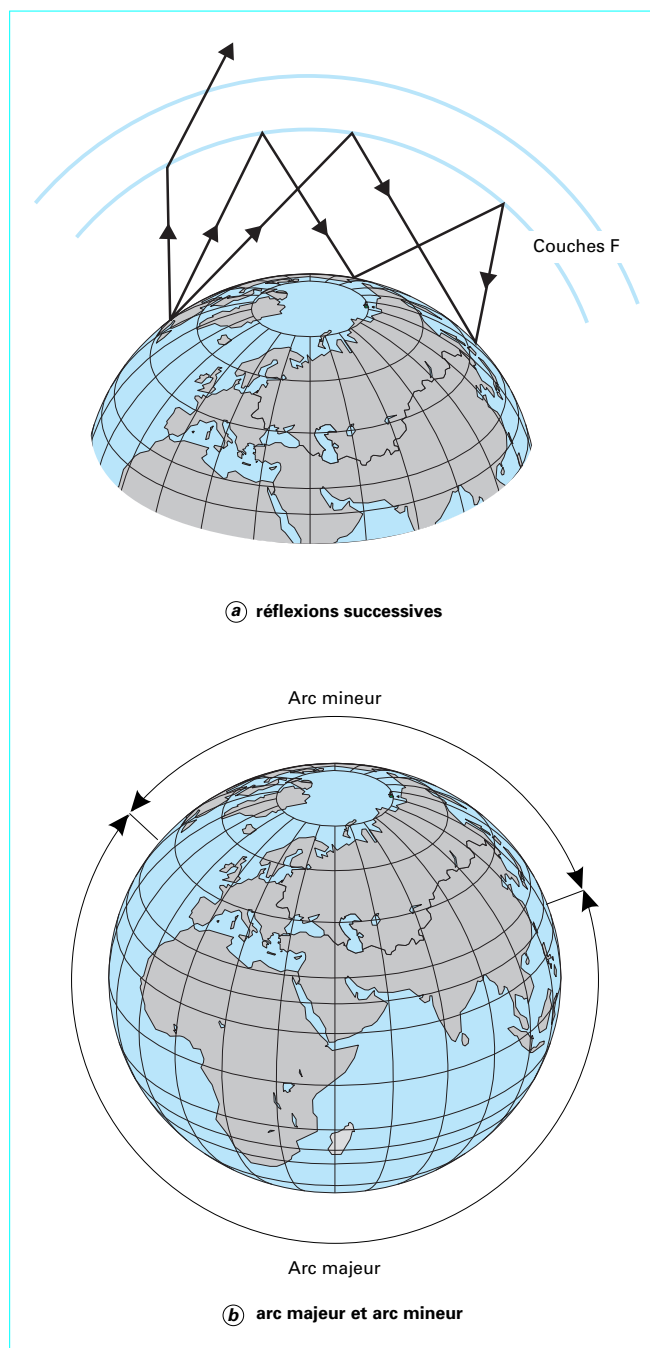 Couches F
a réflexions successives
Arc mineur
Arc majeur
b arc majeur et arc mineur